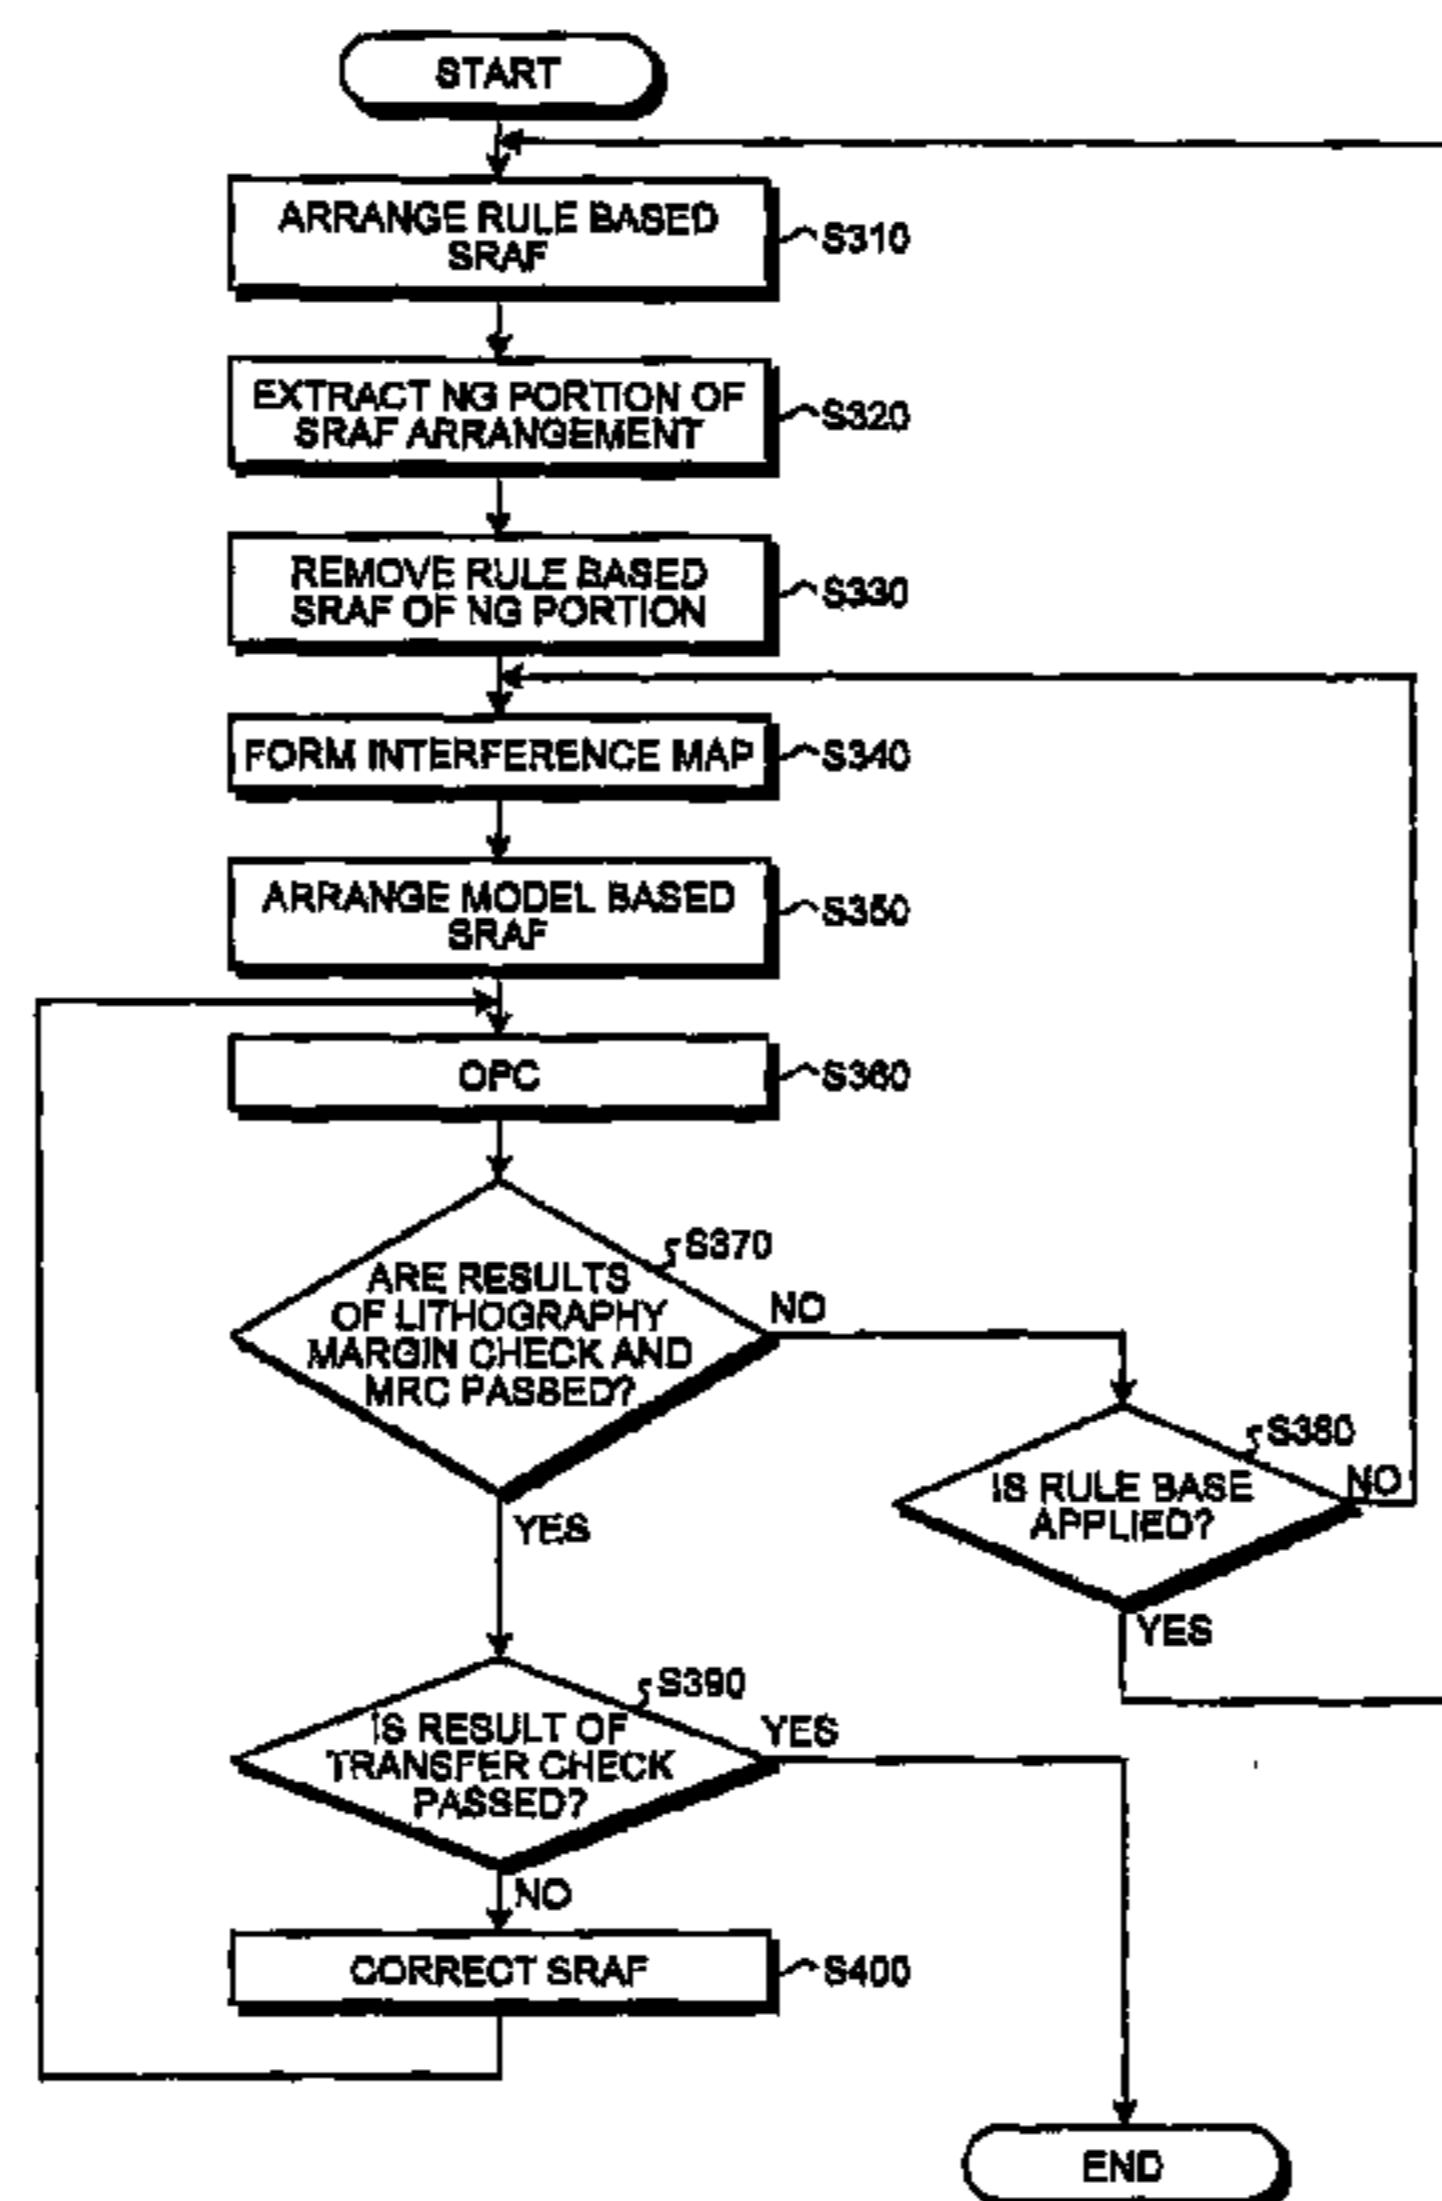 START
ARRANGE RULE BASED
SRAF
S310
EXTRACT NG PORTION OF
SRAF ARRANGEMENT
S320
REMOVE RULE BASED
SRAF OF NG PORTION
S330
FORM INTERFERENCE MAP
S340
ARRANGE MODEL BASED
SRAF
S350
OPC
S360
S370
ARE RESULTS
OF LITHOGRAPHY
MARGIN CHECK AND
MRC PASSED?
NO
YES
S380
IS RULE BASE
APPLIED?
NO
YES
S390
IS RESULT OF
TRANSFER CHECK
PASSED?
YES
NO
CORRECT SRAF
S400
END